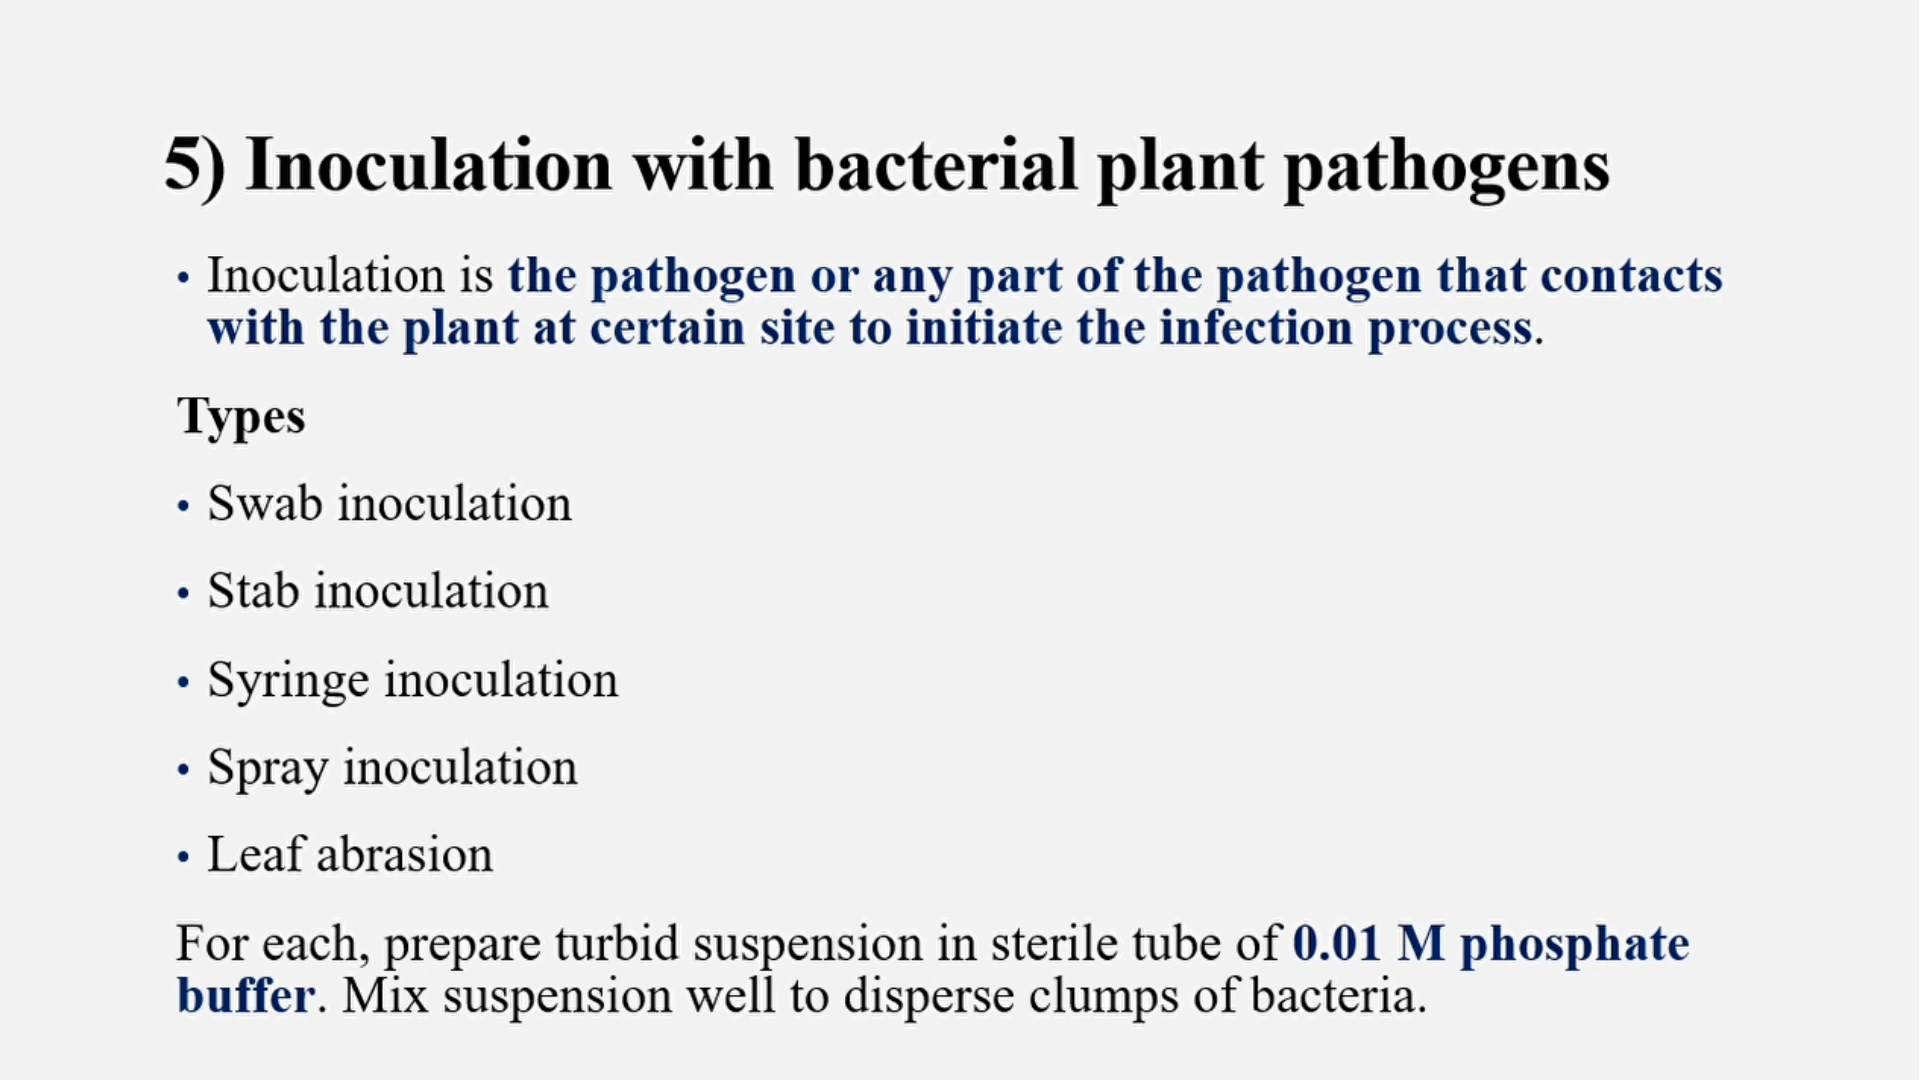 5) Inoculation with bacterial plant pathogens
• Inoculation is the pathogen or any part of the pathogen that contacts
with the plant at certain site to initiate the infection process.
Types
• Swab inoculation
• Stab inoculation
• Syringe inoculation
• Spray inoculation
• Leaf abrasion
For each, prepare turbid suspension in sterile tube of 0.01 M phosphate
buffer. Mix suspension well to disperse clumps of bacteria.